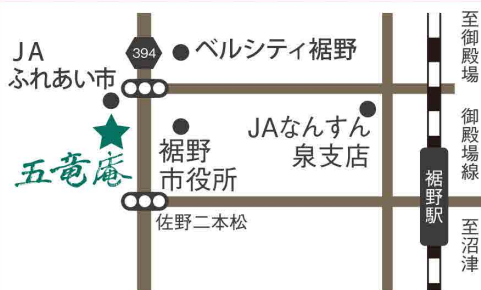 JA
ふれあい市
394
ベルシティ裾野
五竜庵
裾野
市役所
JAなんすん
泉支店
佐野二本松
至御殿場
御殿場線
裾野駅
至沼津